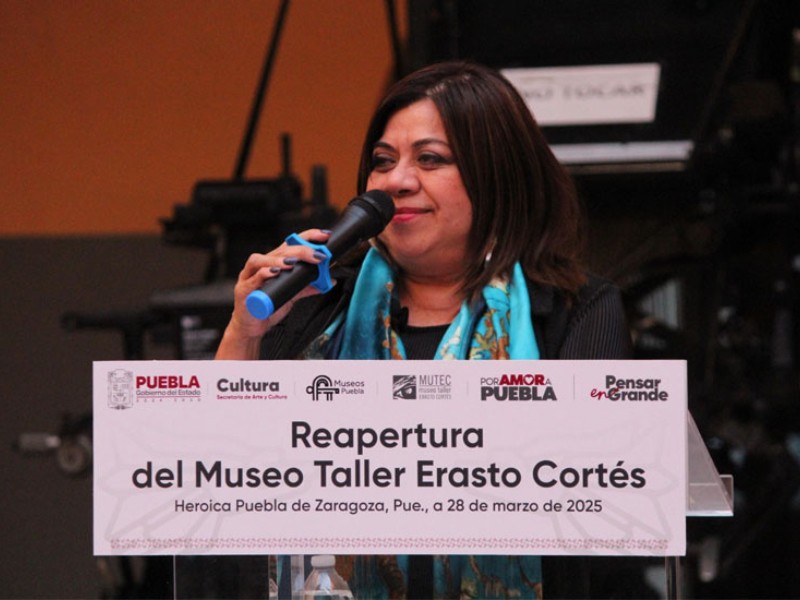 NO TOCAR
PUEBLA
Gobierno del Estado
Cultura
Secretaría de Arte y Cultura
Museos
Puebla
MUTEC
museo taller
ERASTO CORTÉS
POR AMOR A
PUEBLA
Pensar
en Grande
Reapertura
del Museo Taller Erasto Cortés
Heroica Puebla de Zaragoza, Pue., a 28 de marzo de 2025